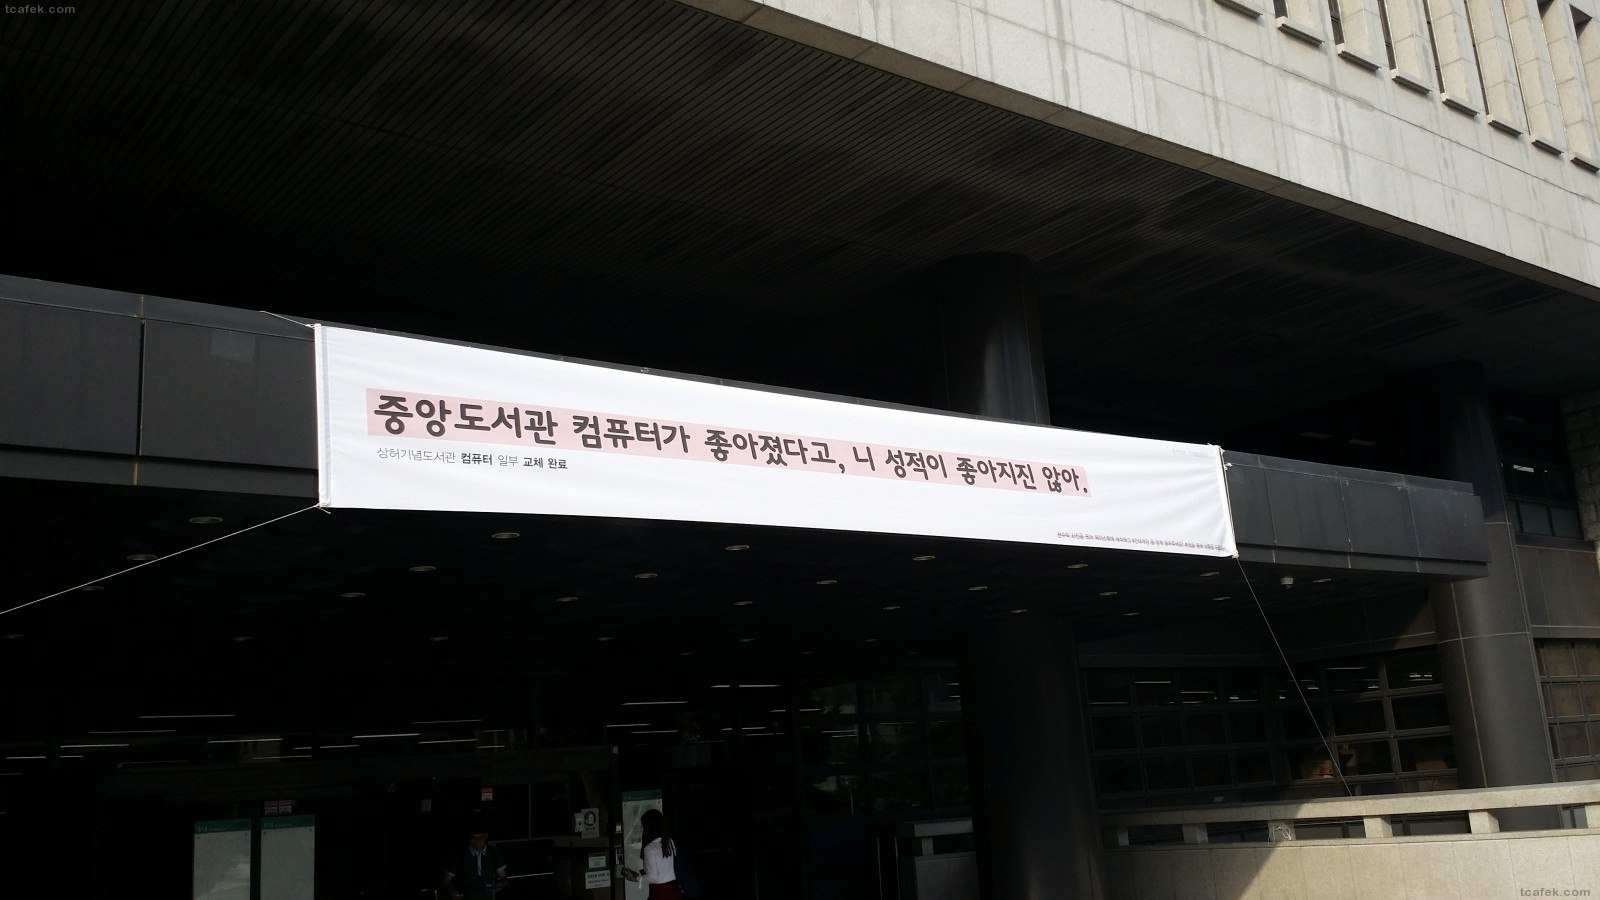 tcafek.com
중앙도서관 컴퓨터가 좋아졌다고, 니 성적이 좋아지진 않아.
상허기념도서관 컴퓨터 일부 교체 완료
tcafek.com